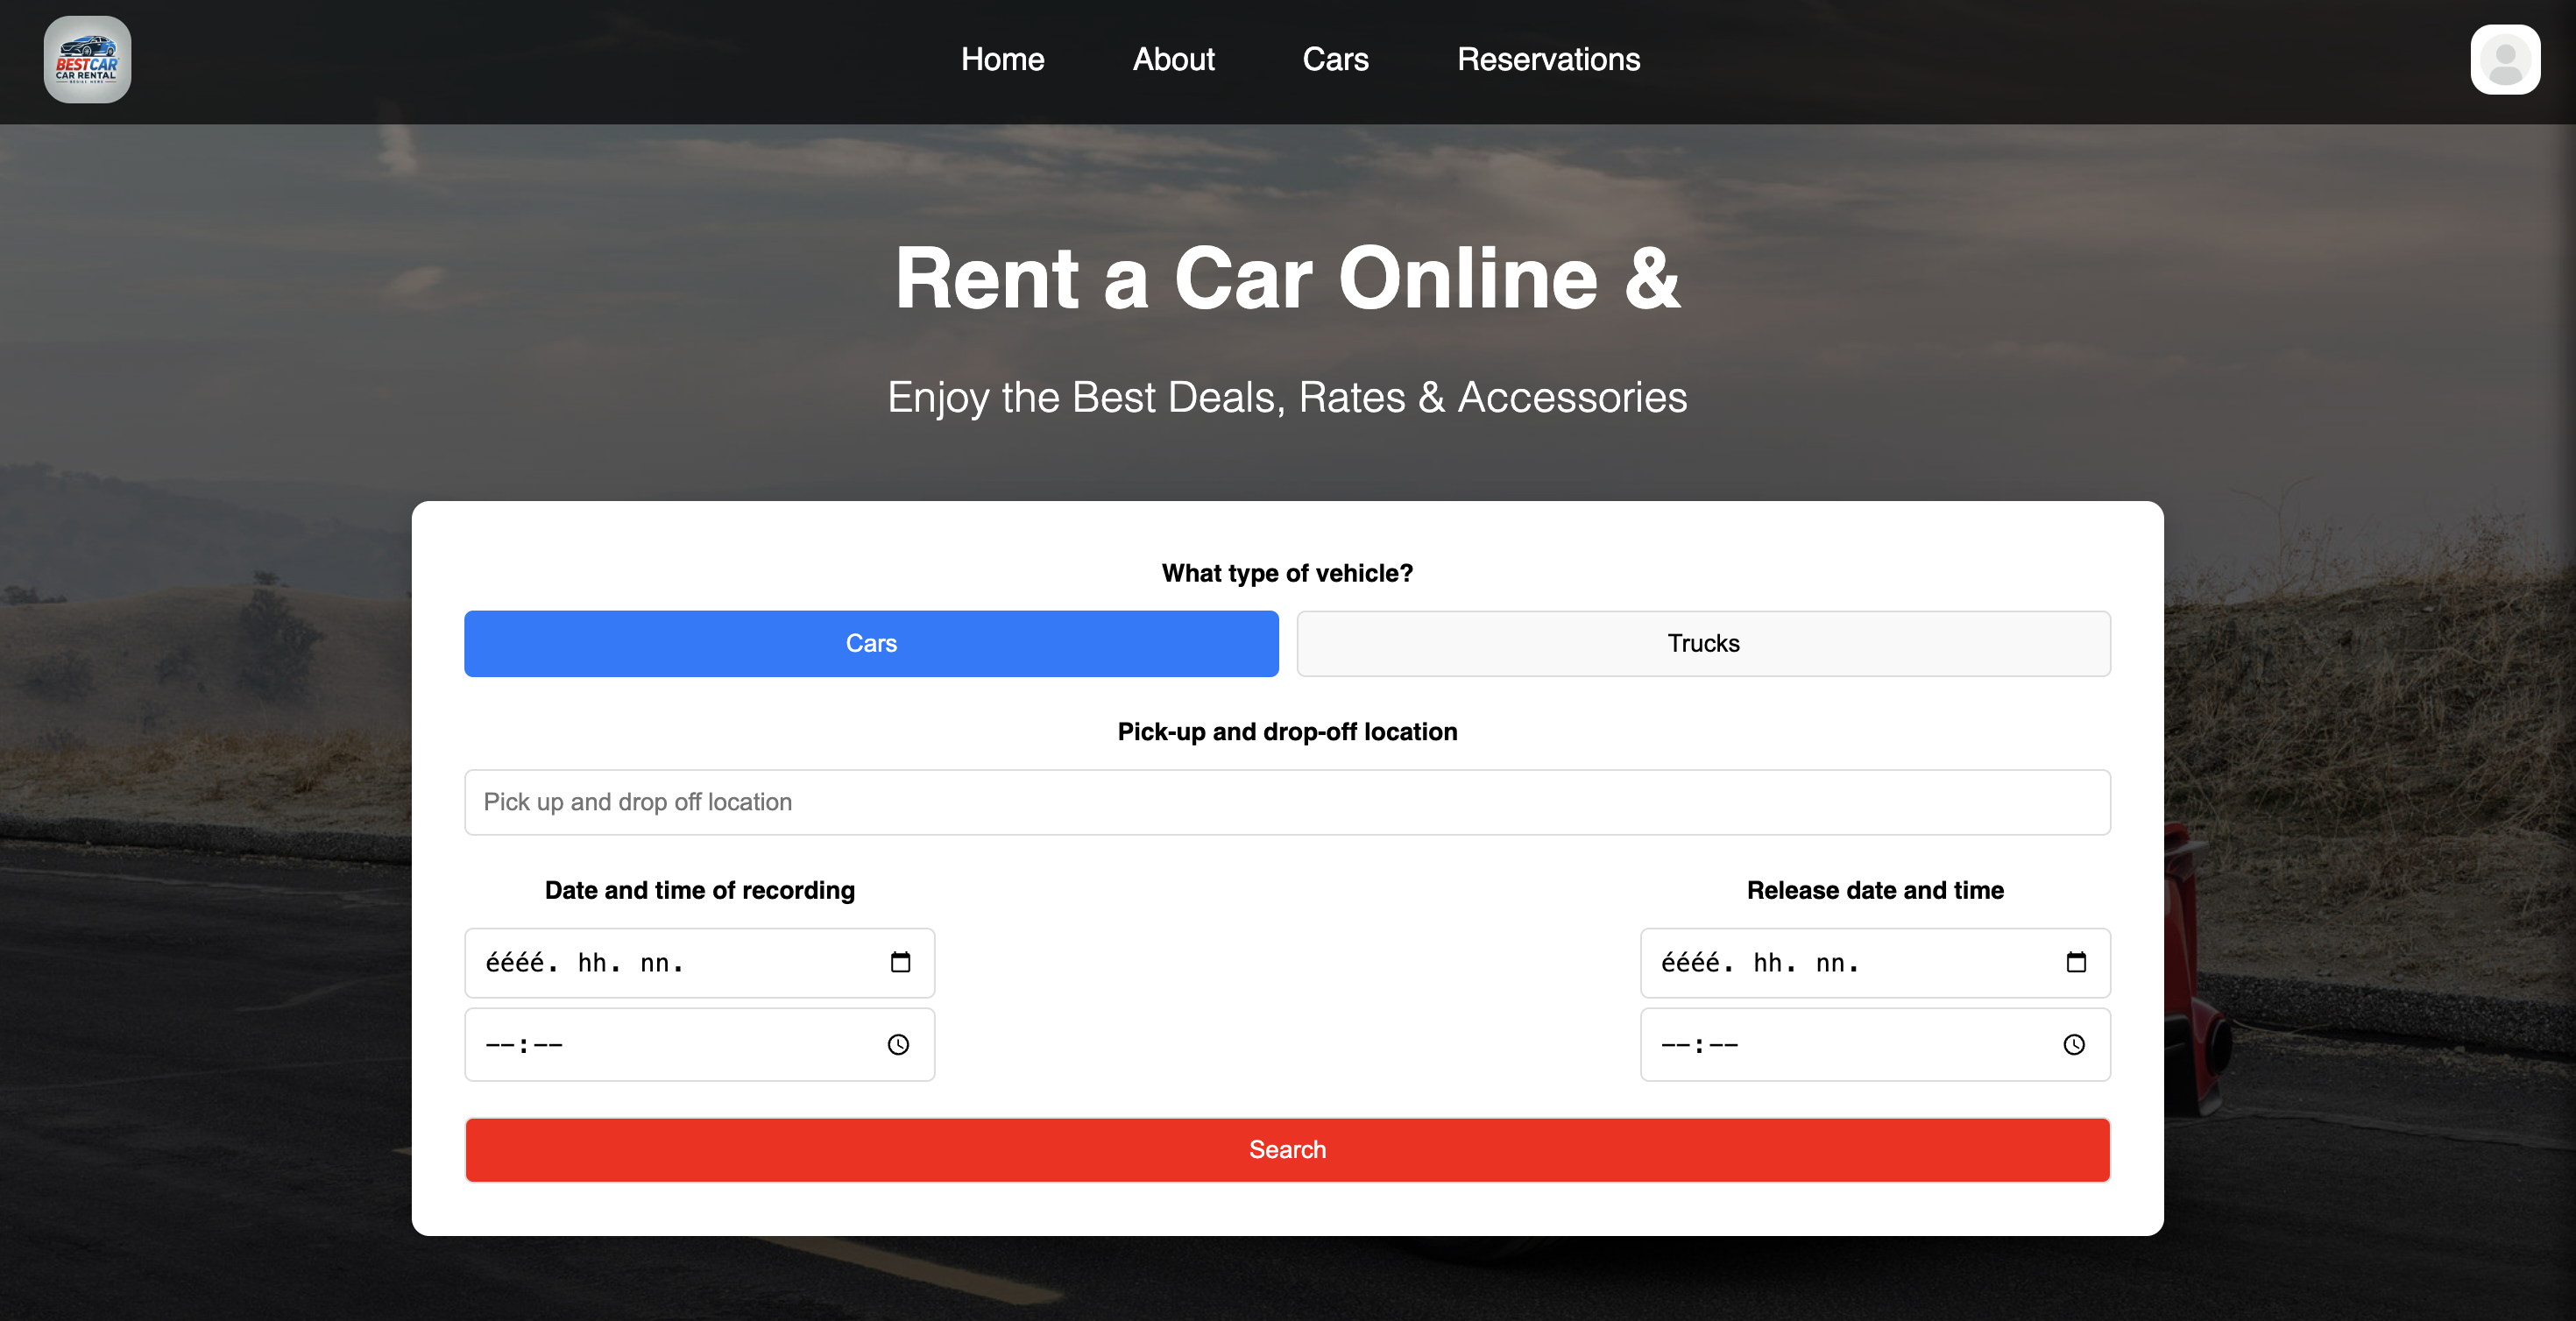 BESTCAR
CAR RENTAL
Home
About
Cars
Reservations
Rent a Car Online &
Enjoy the Best Deals, Rates & Accessories
What type of vehicle?
Cars
Trucks
Pick-up and drop-off location
Pick up and drop off location
Date and time of recording
éééé. hh. nn.
--:--
Release date and time
éééé. hh. nn.
--:--
Search